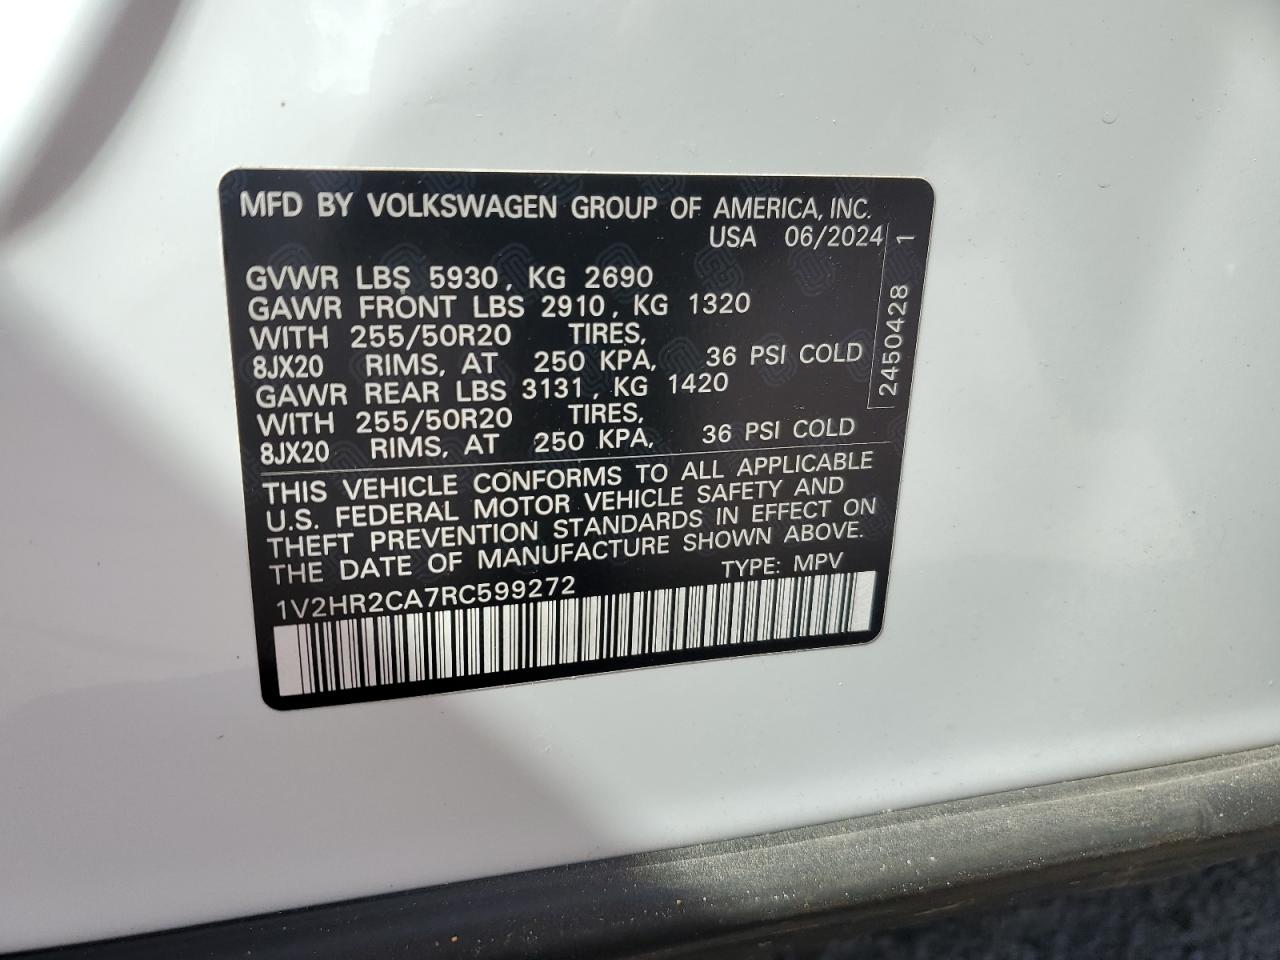 MFD BY VOLKSWAGEN GROUP OF AMERICA, INC.
USA 06/2024
GVWR LBS 5930, KG 2690
GAWR FRONT LBS 2910, KG 1320
WITH 255/50R20 TIRES,
8JX20 RIMS, AT 250 KPA, 36 PSI COLD
GAWR REAR LBS 3131, KG 1420
WITH 255/50R20 TIRES,
8JX20 RIMS, AT 250 KPA, 36 PSI COLD
THIS VEHICLE CONFORMS TO ALL APPLICABLE
U.S. FEDERAL MOTOR VEHICLE SAFETY AND
THEFT PREVENTION STANDARDS IN EFFECT ON
THE DATE OF MANUFACTURE SHOWN ABOVE.
TYPE: MPV
1V2HR2CA7RC599272
2450428 1